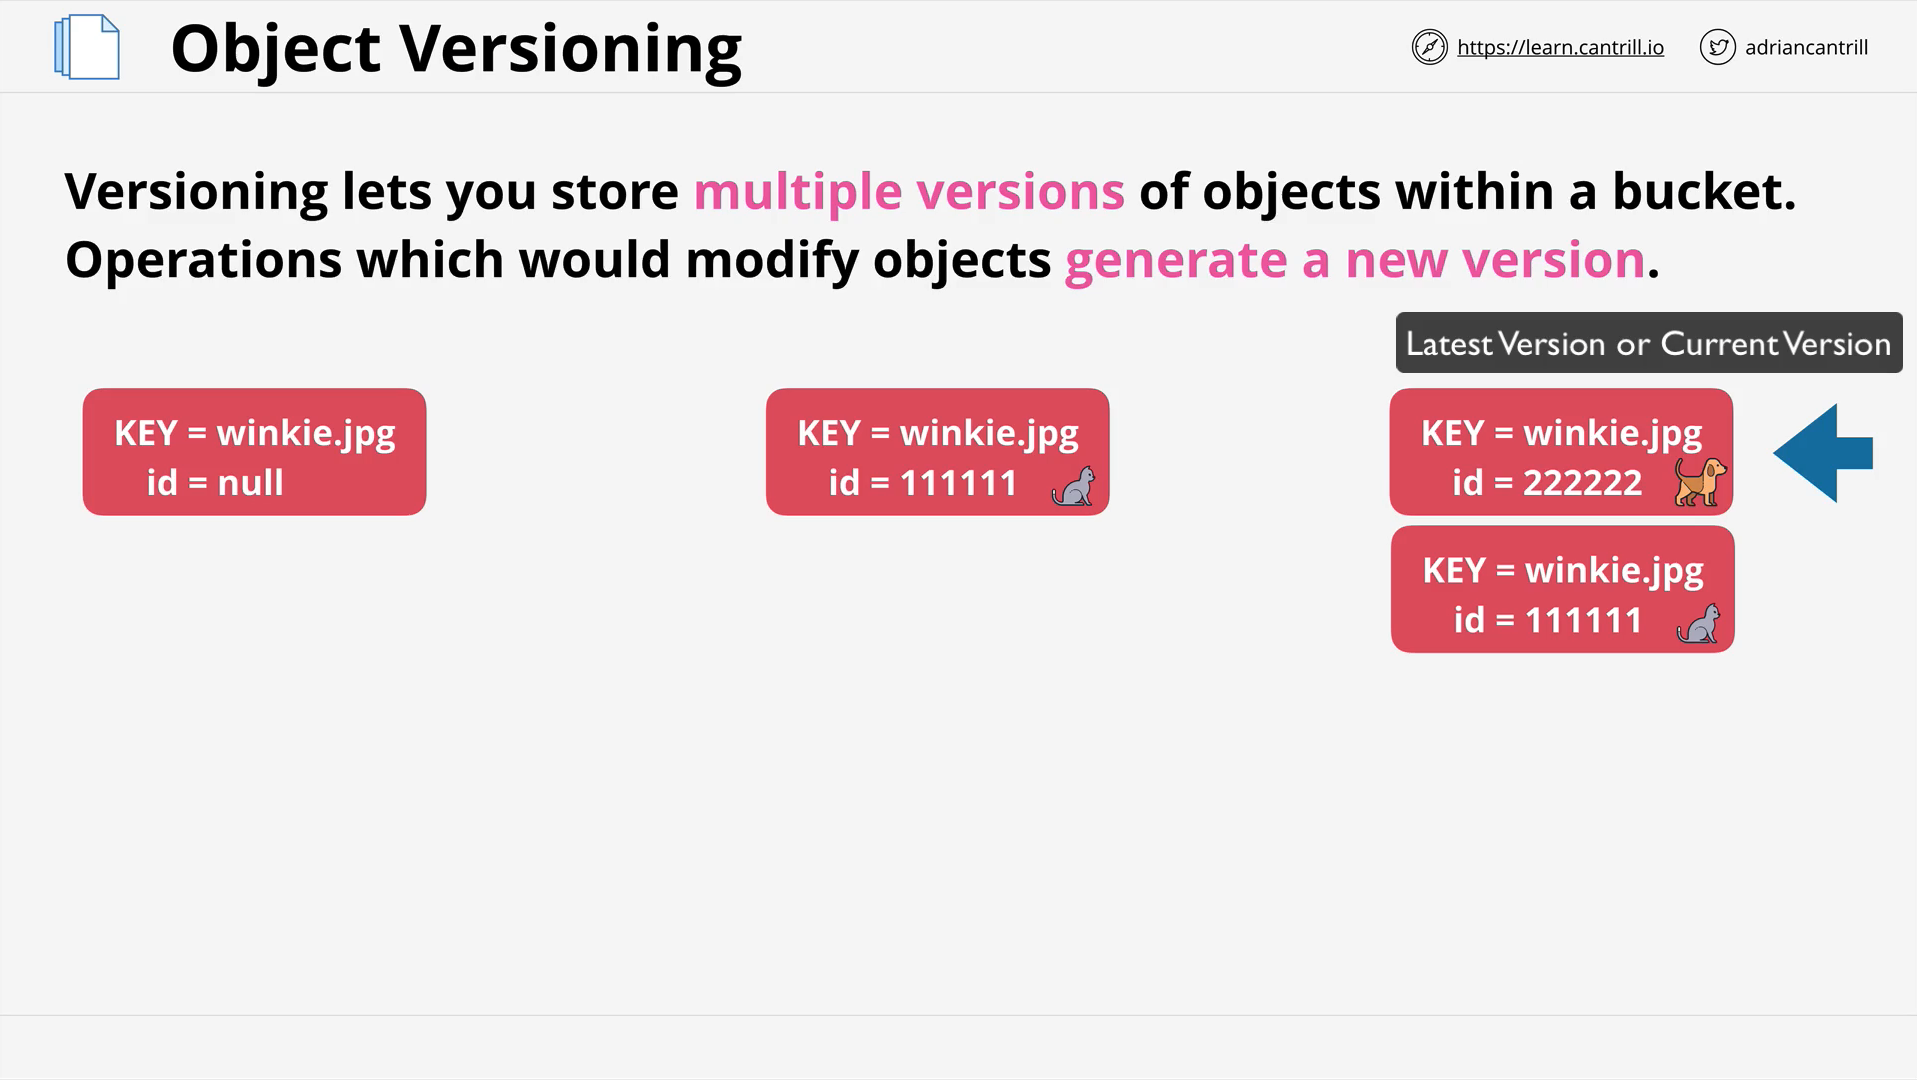 Object Versioning
https://learn.cantrill.io
adriancantrill
Versioning lets you store multiple versions of objects within a bucket.
Operations which would modify objects generate a new version.
Latest Version or Current Version
KEY = winkie.jpg
id = null
KEY = winkie.jpg
id = 111111
KEY = winkie.jpg
id = 222222
KEY = winkie.jpg
id = 111111